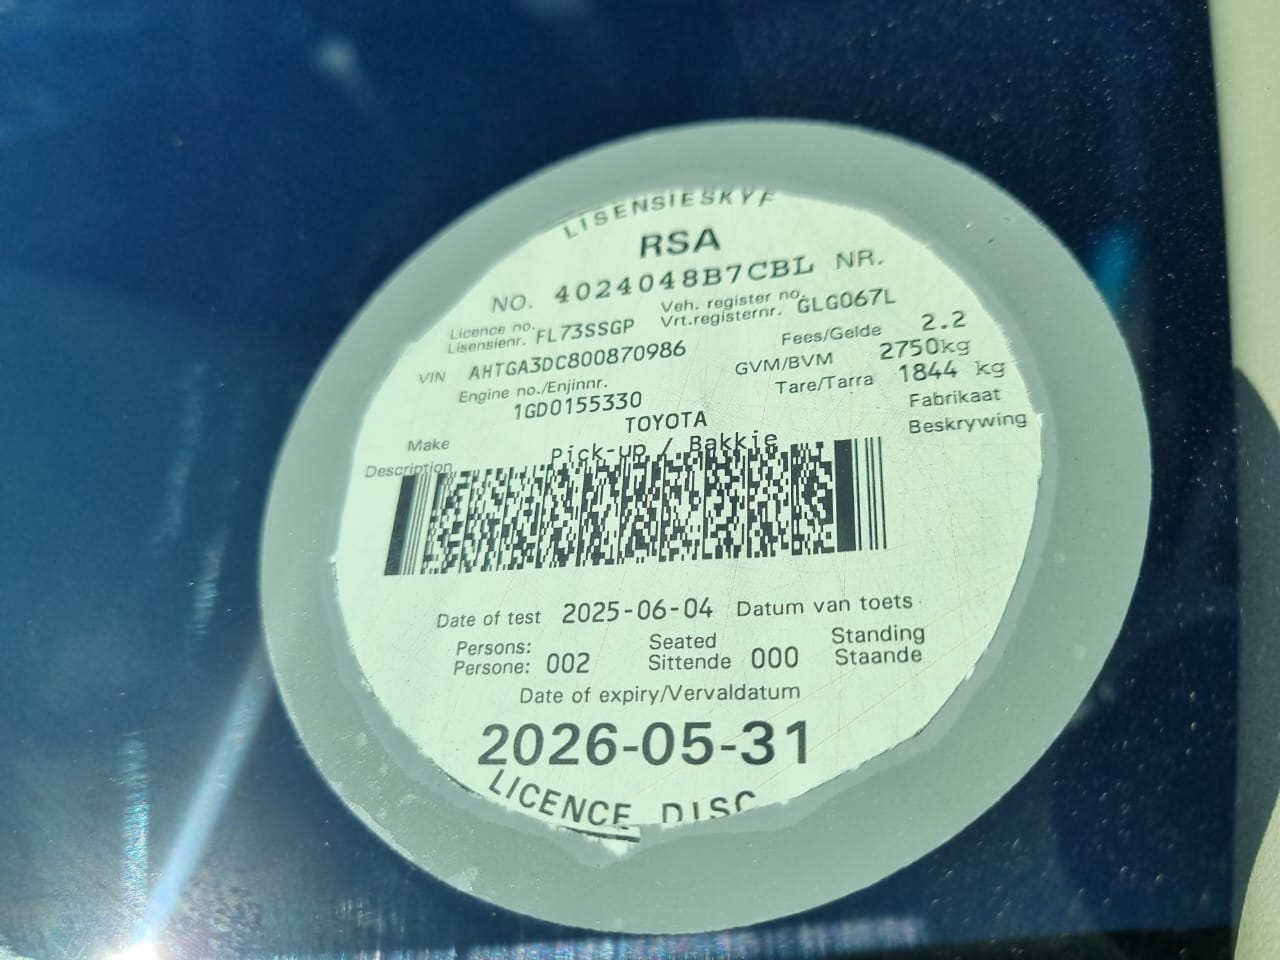 LISENSIESKYF
RSA
NO. 4024048B7CBL NR.
Licence no. Lisensienr. FL73SSGP Veh. register no. Vrt.registernr. GLG067L
VIN AHTGA3DC800870986 Fees/Gelde 2.2
Engine no./Enjinnr. GVM/BVM 2750kg
1GD0155330 Tare/Tarra 1844 kg
Make TOYOTA Fabrikaat
Description Pick-up / Bakkie Beskrywing
Date of test 2025-06-04 Datum van toets
Persons: Seated Standing
Persone: 002 Sittende 000 Staande
Date of expiry/Vervaldatum
2026-05-31
LICENCE DISC